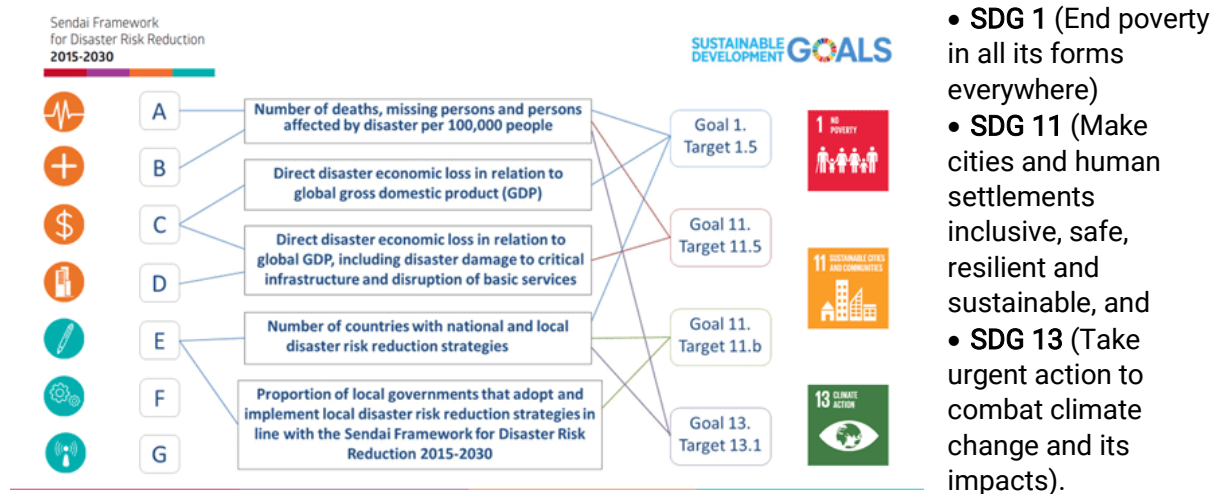 Sendai Framework
for Disaster Risk Reduction
2015-2030
SUSTAINABLE
DEVELOPMENT GOALS
A
B
C
D
E
F
G
$
Number of deaths, missing persons and persons
affected by disaster per 100,000 people
Direct disaster economic loss in relation to
global gross domestic product (GDP)
Direct disaster economic loss in relation to
global GDP, including disaster damage to critical
infrastructure and disruption of basic services
Number of countries with national and local
disaster risk reduction strategies
Proportion of local governments that adopt and
implement local disaster risk reduction strategies in
line with the Sendai Framework for Disaster Risk
Reduction 2015-2030
Goal 1.
Target 1.5
Goal 11.
Target 11.5
Goal 11.
Target 11.b
Goal 13.
Target 13.1
1 NO
POVERTY
11 SUSTAINABLE CITIES
AND COMMUNITIES
13 CLIMATE
ACTION
• SDG 1 (End poverty
in all its forms
everywhere)
• SDG 11 (Make
cities and human
settlements
inclusive, safe,
resilient and
sustainable, and
• SDG 13 (Take
urgent action to
combat climate
change and its
impacts).